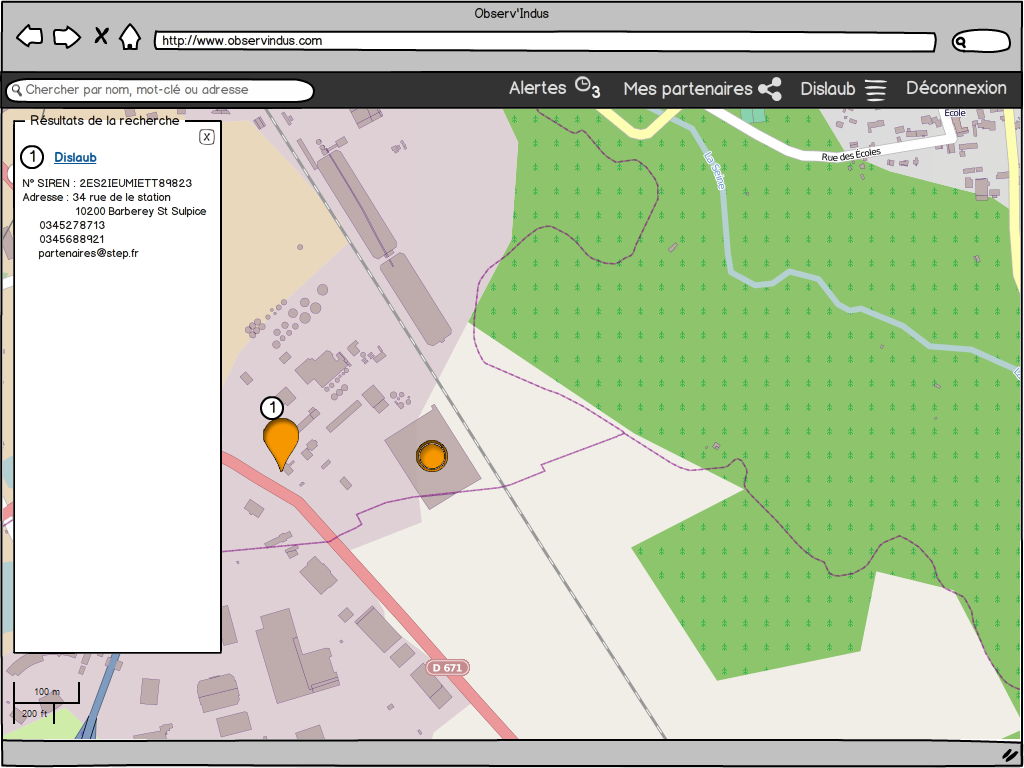 Observ'Indus
http://www.observindus.com
Chercher par nom, mot-clé ou adresse
Alertes 3 Mes partenaires Dislaub Déconnexion
Résultats de la recherche
X
1 Dislaub
N° SIREN : 2ES2IEUMIETT89823
Adresse : 34 rue de le station
10200 Barberey St Sulpice
0345278713
0345688921
partenaires@step.fr
École
Rue des Écoles
La Seine
1
D 671
100 m
200 ft